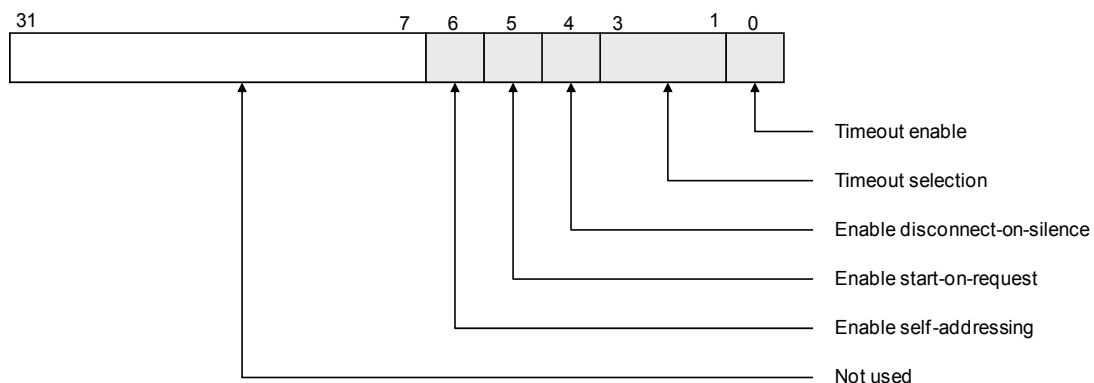 31 7 6 5 4 3 1 0
Timeout enable
Timeout selection
Enable disconnect-on-silence
Enable start-on-request
Enable self-addressing
Not used